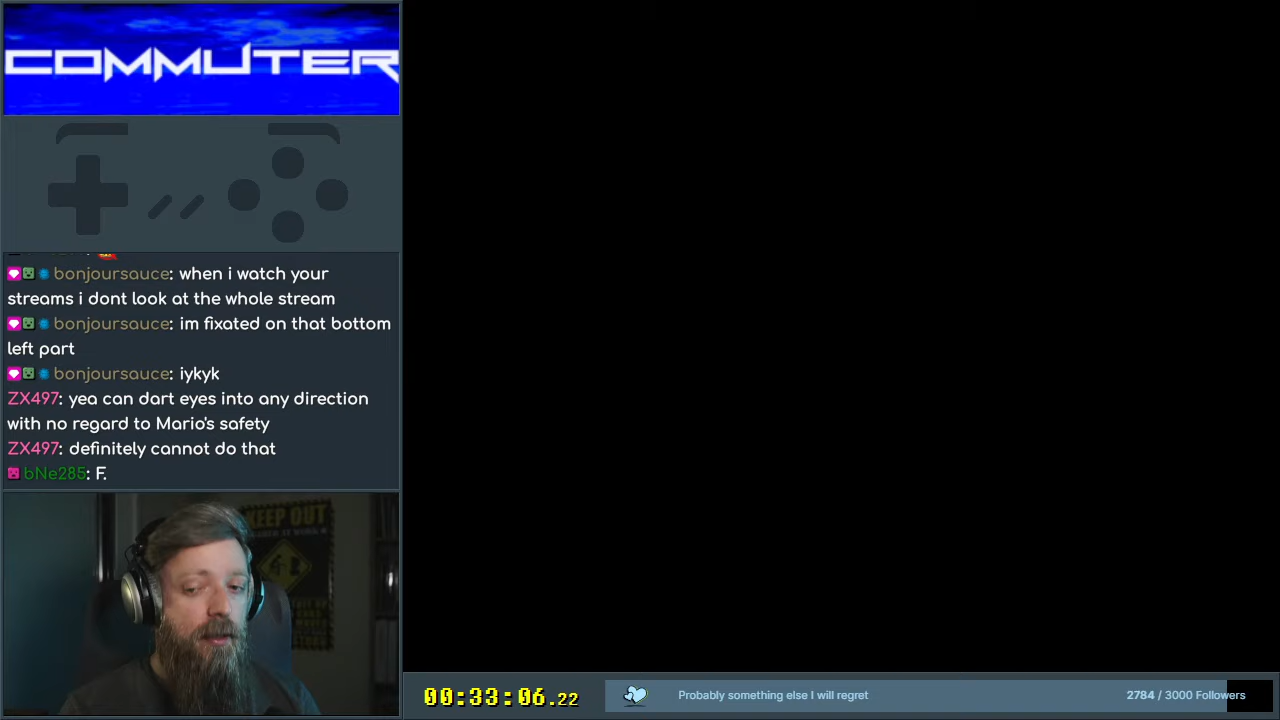 COMMUTER
bonjoursauce: when i watch your
streams i dont look at the whole stream
bonjoursauce: im fixated on that bottom
left part
bonjoursauce: iykyk
ZX497: yea can dart eyes into any direction
with no regard to Mario's safety
ZX497: definitely cannot do that
bNe285: F.
KEEP OUT
00:33:06.22
Probably something else I will regret
2784 / 3000 Followers